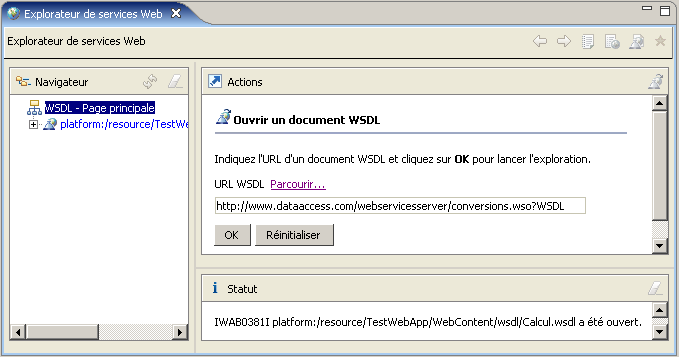 Explorateur de services Web
Explorateur de services Web
Navigateur
WSDL - Page principale
platform:/resource/TestWe
Actions
Ouvrir un document WSDL
Indiquez l'URL d'un document WSDL et cliquez sur OK pour lancer l'exploration.
URL WSDL Parcourir...
http://www.dataaccess.com/webservicesserver/conversions.wso?WSDL
OK Réinitialiser
Statut
IWAB0381I platform:/resource/TestWebApp/WebContent/wsdl/Calcul.wsdl a été ouvert.